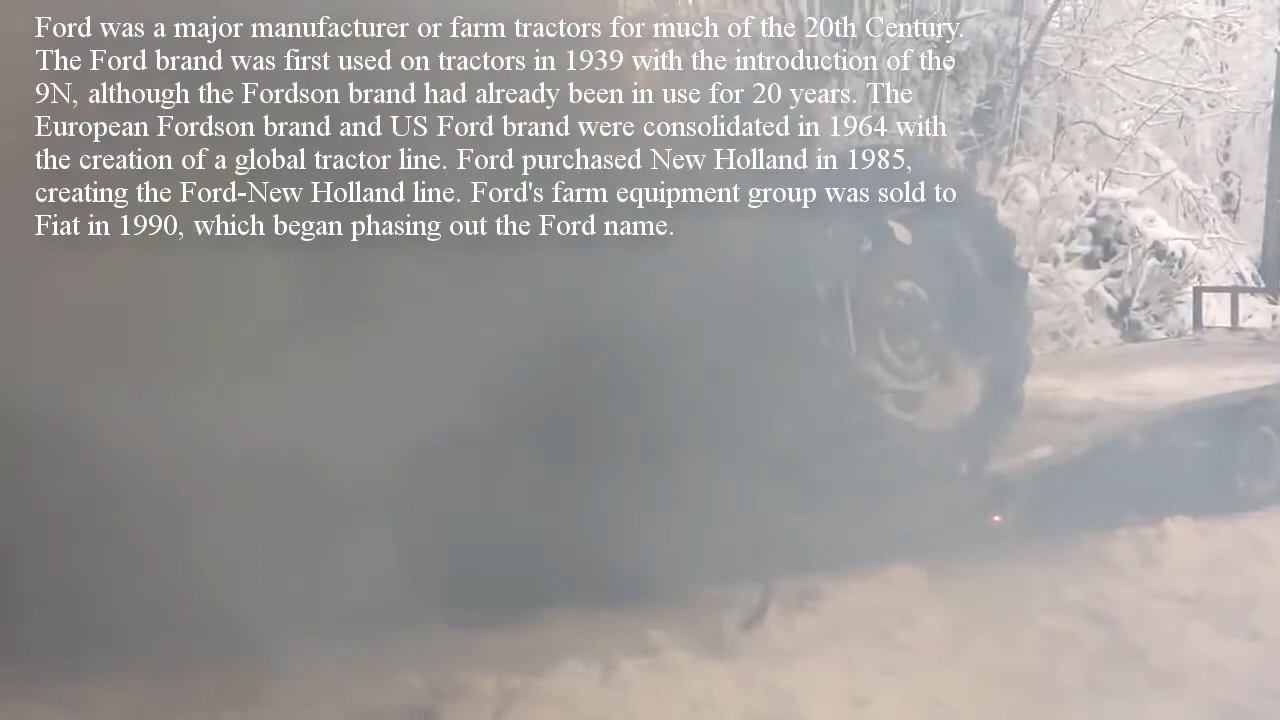 Ford was a major manufacturer or farm tractors for much of the 20th Century.
The Ford brand was first used on tractors in 1939 with the introduction of the
9N, although the Fordson brand had already been in use for 20 years. The
European Fordson brand and US Ford brand were consolidated in 1964 with
the creation of a global tractor line. Ford purchased New Holland in 1985,
creating the Ford-New Holland line. Ford's farm equipment group was sold to
Fiat in 1990, which began phasing out the Ford name.